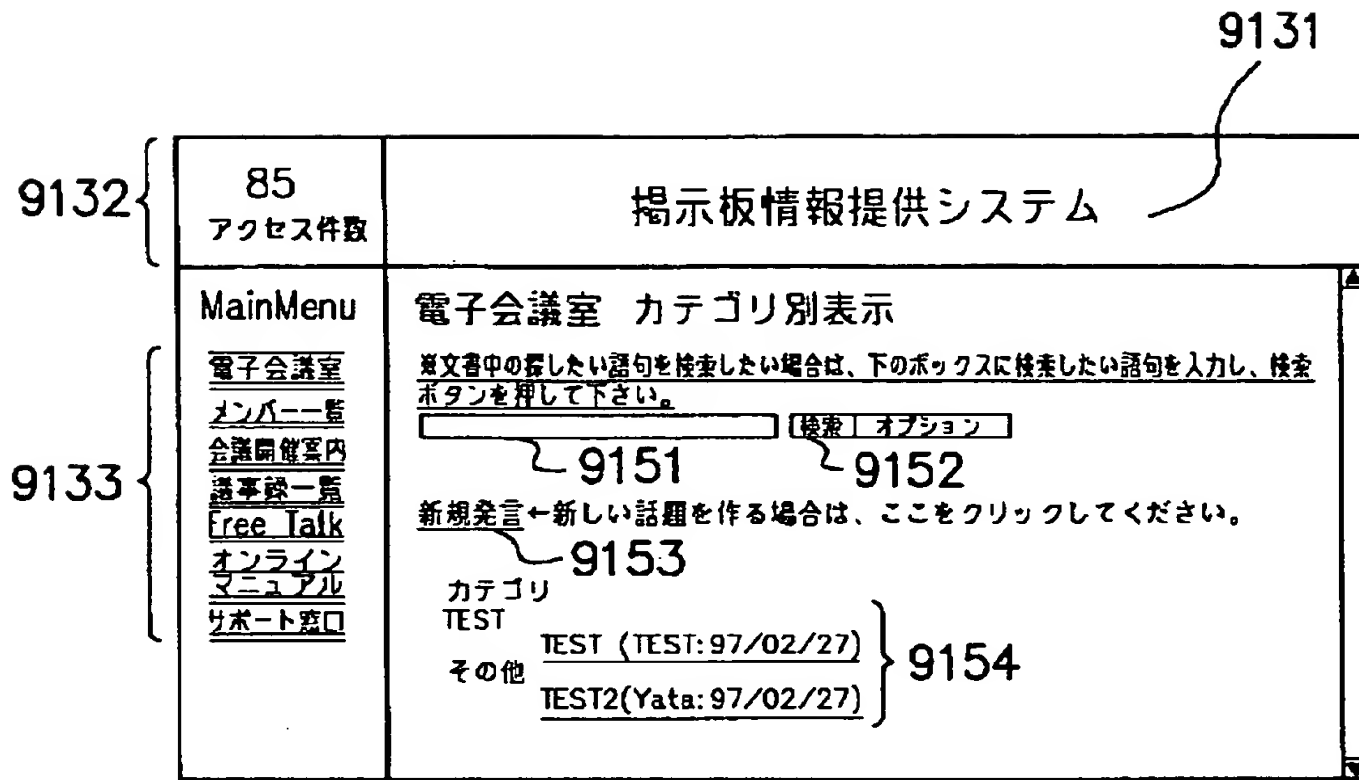 9131
9132
85
アクセス件数
掲示板情報提供システム
9133
MainMenu
電子会議室
メンバー一覧
会議開催案内
議事録一覧
Free Talk
オンライン
マニュアル
サポート窓口
電子会議室 カテゴリ別表示
※文書中の探したい語句を検索したい場合は、下のボックスに検索したい語句を入力し、検索
ボタンを押して下さい。
検索 オプション
9151
9152
新規発言←新しい話題を作る場合は、ここをクリックしてください。
9153
カテゴリ
TEST
TEST (TEST:97/02/27)
その他
TEST2(Yata:97/02/27)
9154